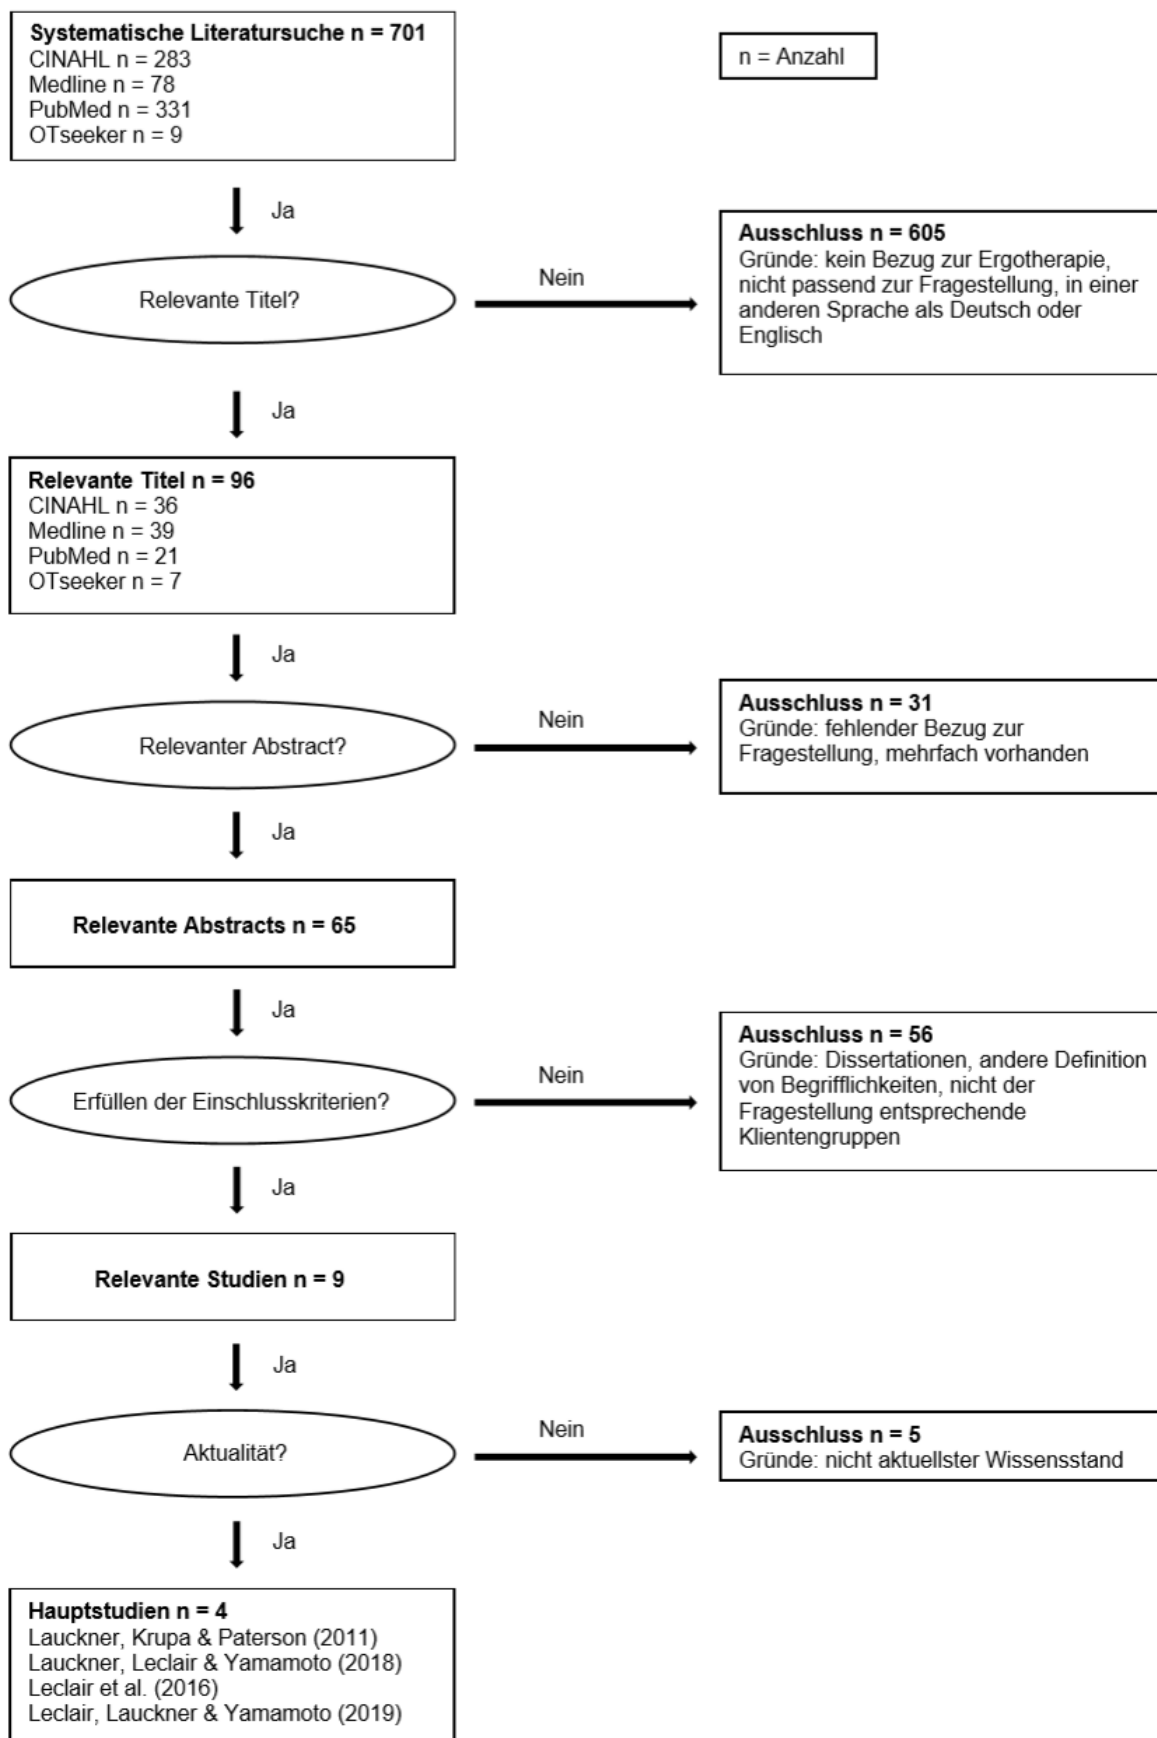 Systematische Literatursuche n = 701
CINAHL n = 283
Medline n = 78
PubMed n = 331
OTseeker n = 9
n = Anzahl
Ja
Relevante Titel?
Nein
Ausschluss n = 605
Gründe: kein Bezug zur Ergotherapie,
nicht passend zur Fragestellung, in einer
anderen Sprache als Deutsch oder
Englisch
Ja
Relevante Titel n = 96
CINAHL n = 36
Medline n = 39
PubMed n = 21
OTseeker n = 7
Ja
Relevanter Abstract?
Nein
Ausschluss n = 31
Gründe: fehlender Bezug zur
Fragestellung, mehrfach vorhanden
Ja
Relevante Abstracts n = 65
Ja
Erfüllen der Einschlusskriterien?
Nein
Ausschluss n = 56
Gründe: Dissertationen, andere Definition
von Begrifflichkeiten, nicht der
Fragestellung entsprechende
Klientengruppen
Ja
Relevante Studien n = 9
Ja
Aktualität?
Nein
Ausschluss n = 5
Gründe: nicht aktuellster Wissensstand
Ja
Hauptstudien n = 4
Lauckner, Krupa & Paterson (2011)
Lauckner, Leclair & Yamamoto (2018)
Leclair et al. (2016)
Leclair, Lauckner & Yamamoto (2019)